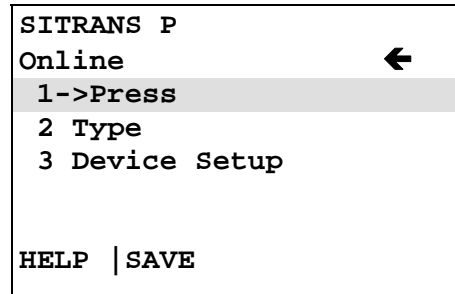 SITRANS P
Online 🡰
1->Press
2 Type
3 Device Setup
HELP |SAVE